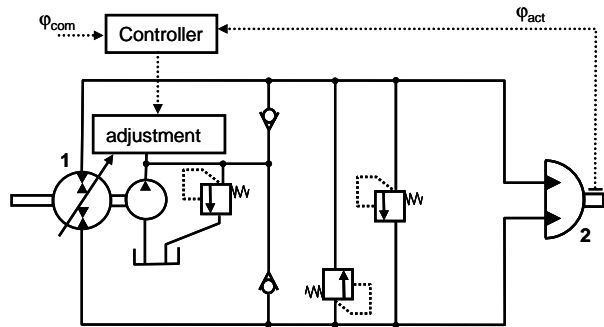 φcom
Controller
φact
adjustment
1
2